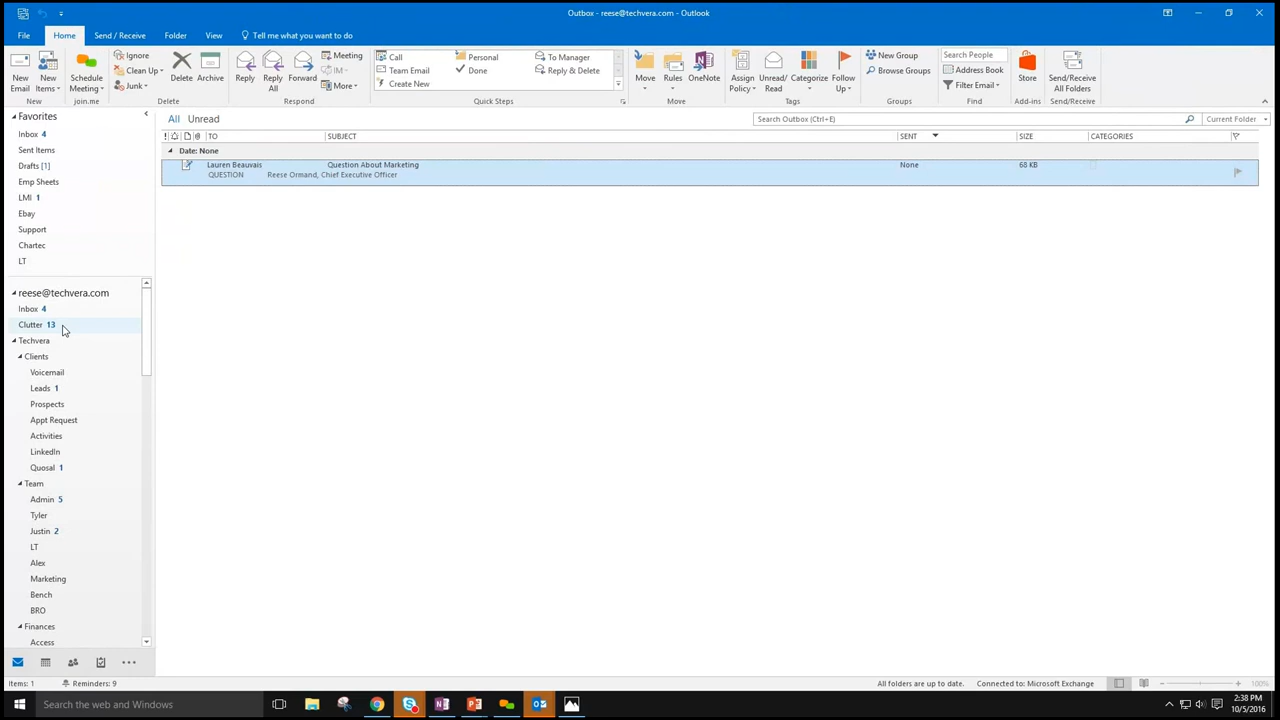 Outbox - reese@techvera.com - Outlook
File Home Send / Receive Folder View Tell me what you want to do
New Email New Items New
Schedule Meeting join.me
Ignore Clean Up Junk Delete Archive Delete
Reply Reply All Forward Meeting IM More Respond
Call Team Email Create New Personal Done To Manager Reply & Delete Quick Steps
Move Rules OneNote Move
Assign Policy Unread/ Read Categorize Follow Up Tags
New Group Browse Groups Groups
Search People Address Book Filter Email Find
Store Add-ins
Send/Receive All Folders Send/Receive
Favorites
Inbox 4
Sent Items
Drafts [1]
Emp Sheets
LMI 1
Ebay
Support
Chartec
LT
reese@techvera.com
Inbox 4
Clutter 13
Techvera
Clients
Voicemail
Leads 1
Prospects
Appt Request
Activities
LinkedIn
Quosal 1
Team
Admin 5
Tyler
Justin 2
LT
Alex
Marketing
Bench
BRO
Finances
Access
All Unread Search Outbox (Ctrl+E) Current Folder
! TO SUBJECT SENT SIZE CATEGORIES
Date: None
Lauren Beauvais Question About Marketing None 68 KB
QUESTION Reese Ormand, Chief Executive Officer
Items: 1 Reminders: 9 All folders are up to date. Connected to: Microsoft Exchange 100%
Search the web and Windows 2:38 PM
10/5/2016